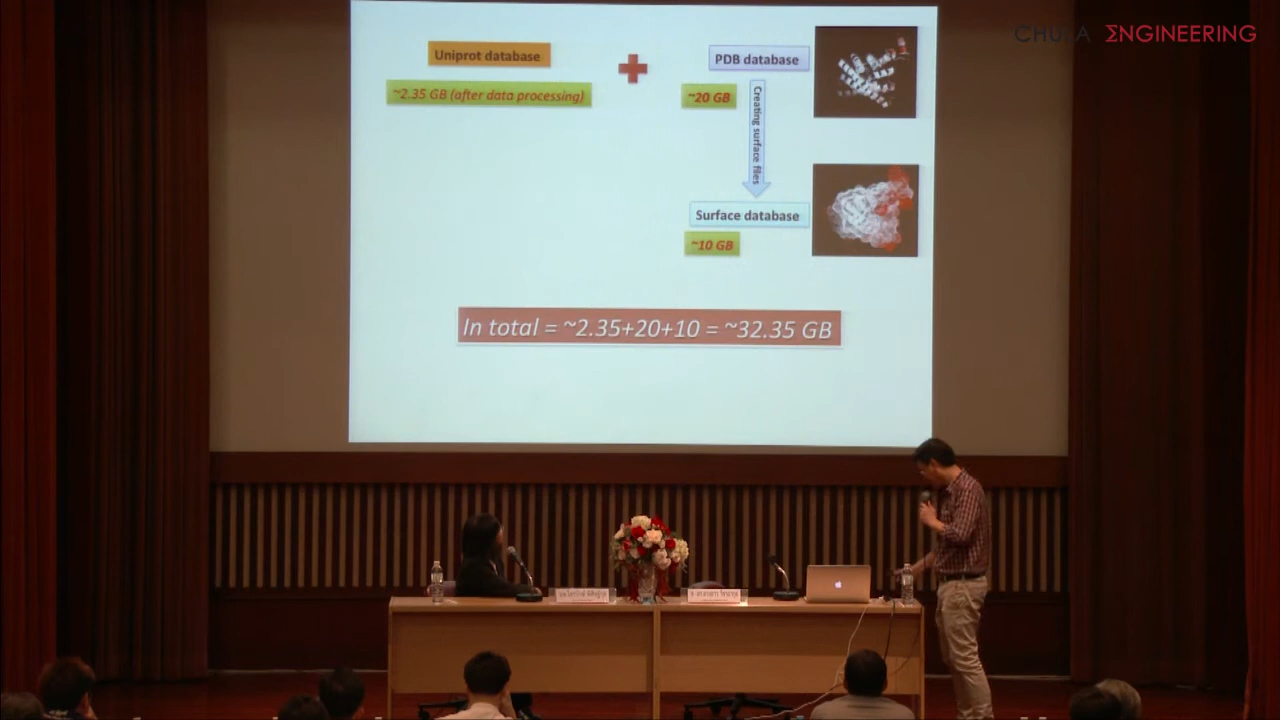 CHULA ΣNGINEERING
Uniprot database
PDB database
~2.35 GB (after data processing)
~20 GB
Creating surface files
Surface database
~10 GB
In total = ~2.35+20+10 = ~32.35 GB